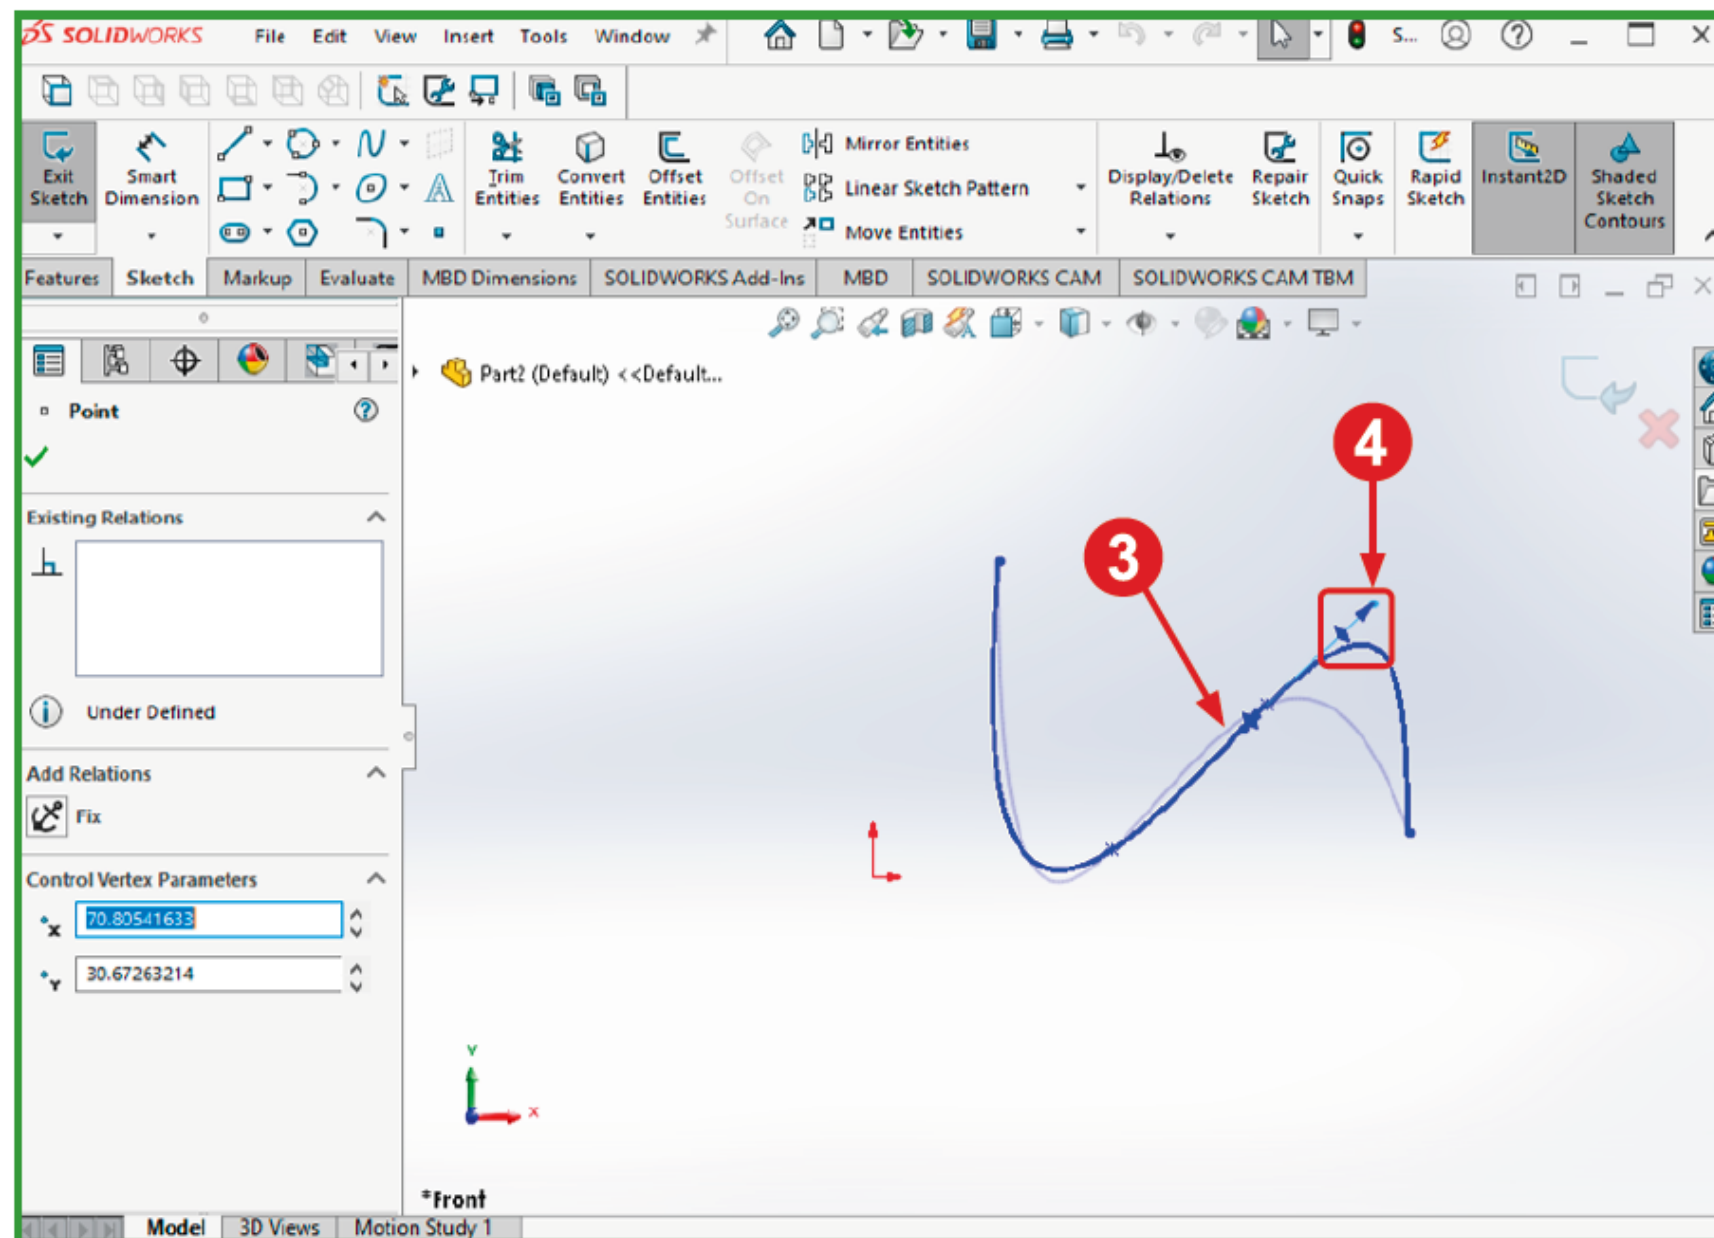 SOLIDWORKS File Edit View Insert Tools Window S...
Exit Sketch
Smart Dimension
Trim Entities
Convert Entities
Offset Entities
Offset On Surface
Mirror Entities
Linear Sketch Pattern
Move Entities
Display/Delete Relations
Repair Sketch
Quick Snaps
Rapid Sketch
Instant2D
Shaded Sketch Contours
Features Sketch Markup Evaluate MBD Dimensions SOLIDWORKS Add-Ins MBD SOLIDWORKS CAM SOLIDWORKS CAM TBM
Part2 (Default) <<Default...
Point
Existing Relations
Under Defined
Add Relations
Fix
Control Vertex Parameters
X 70.80541633
Y 30.67263214
4
3
Y
X
*Front
Model 3D Views Motion Study 1